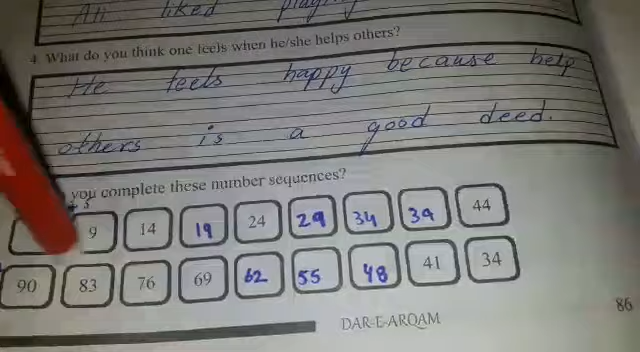 Ali liked
4. What do you think one feels when he/she helps others?
He feels happy because help
others is a good deed.
you complete these number sequences?
9 14 19 24 29 34 39 44
90 83 76 69 62 55 48 41 34
86
DAR-E-ARQAM